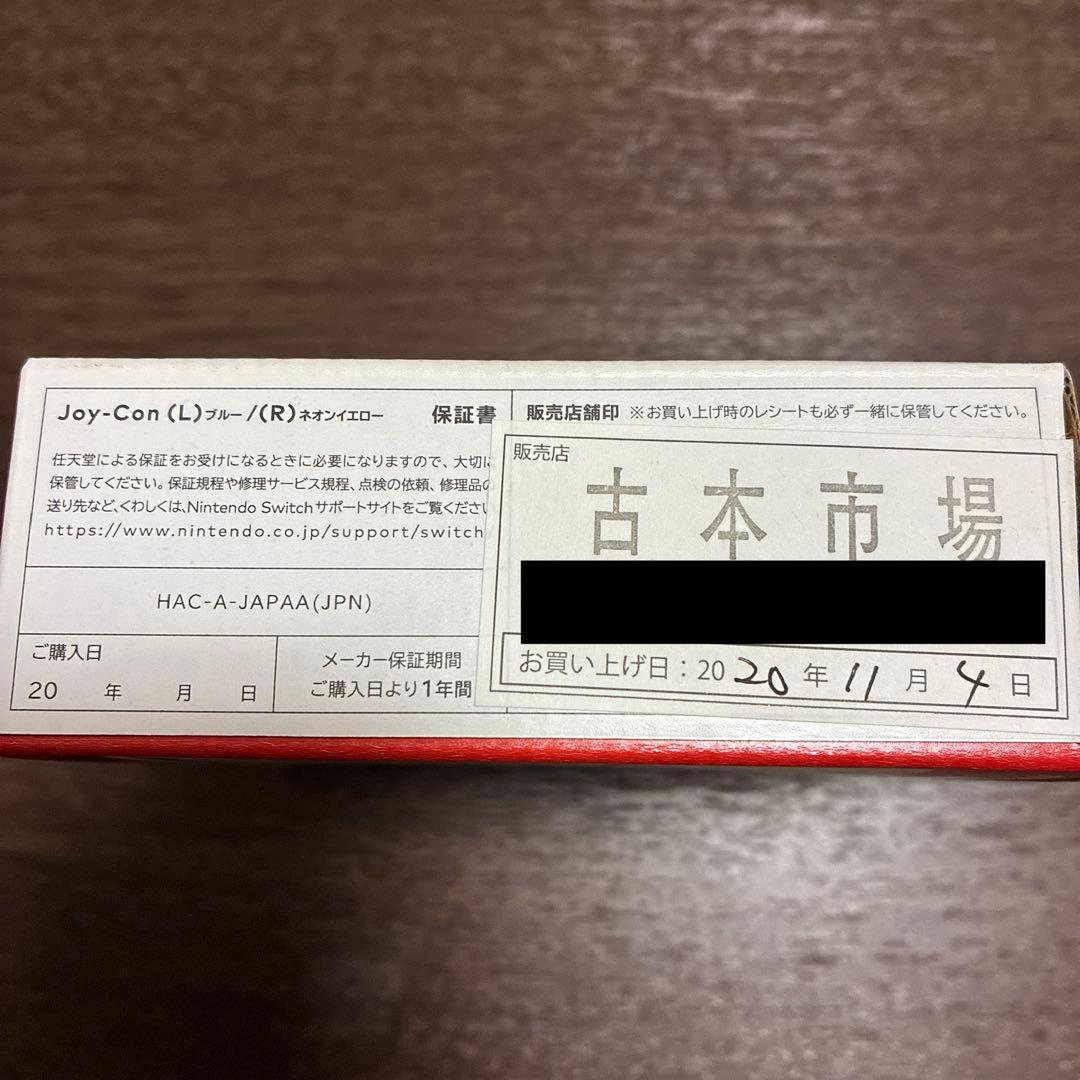 Joy-Con (L) ブルー /(R) ネオンイエロー 保証書
任天堂による保証をお受けになるときに必要になりますので、大切に
保管してください。保証規程や修理サービス規程、点検の依頼、修理品の
送り先など、くわしくは、Nintendo Switchサポートサイトをご覧くださ
https://www.nintendo.co.jp/support/switch
HAC-A-JAPAA(JPN)
ご購入日
20 年 月 日
メーカー保証期間
ご購入日より1年間
販売店舗印 ※お買い上げ時のレシートも必ず一緒に保管してください。
販売店
古本市場
お買い上げ日：2020年11月4日